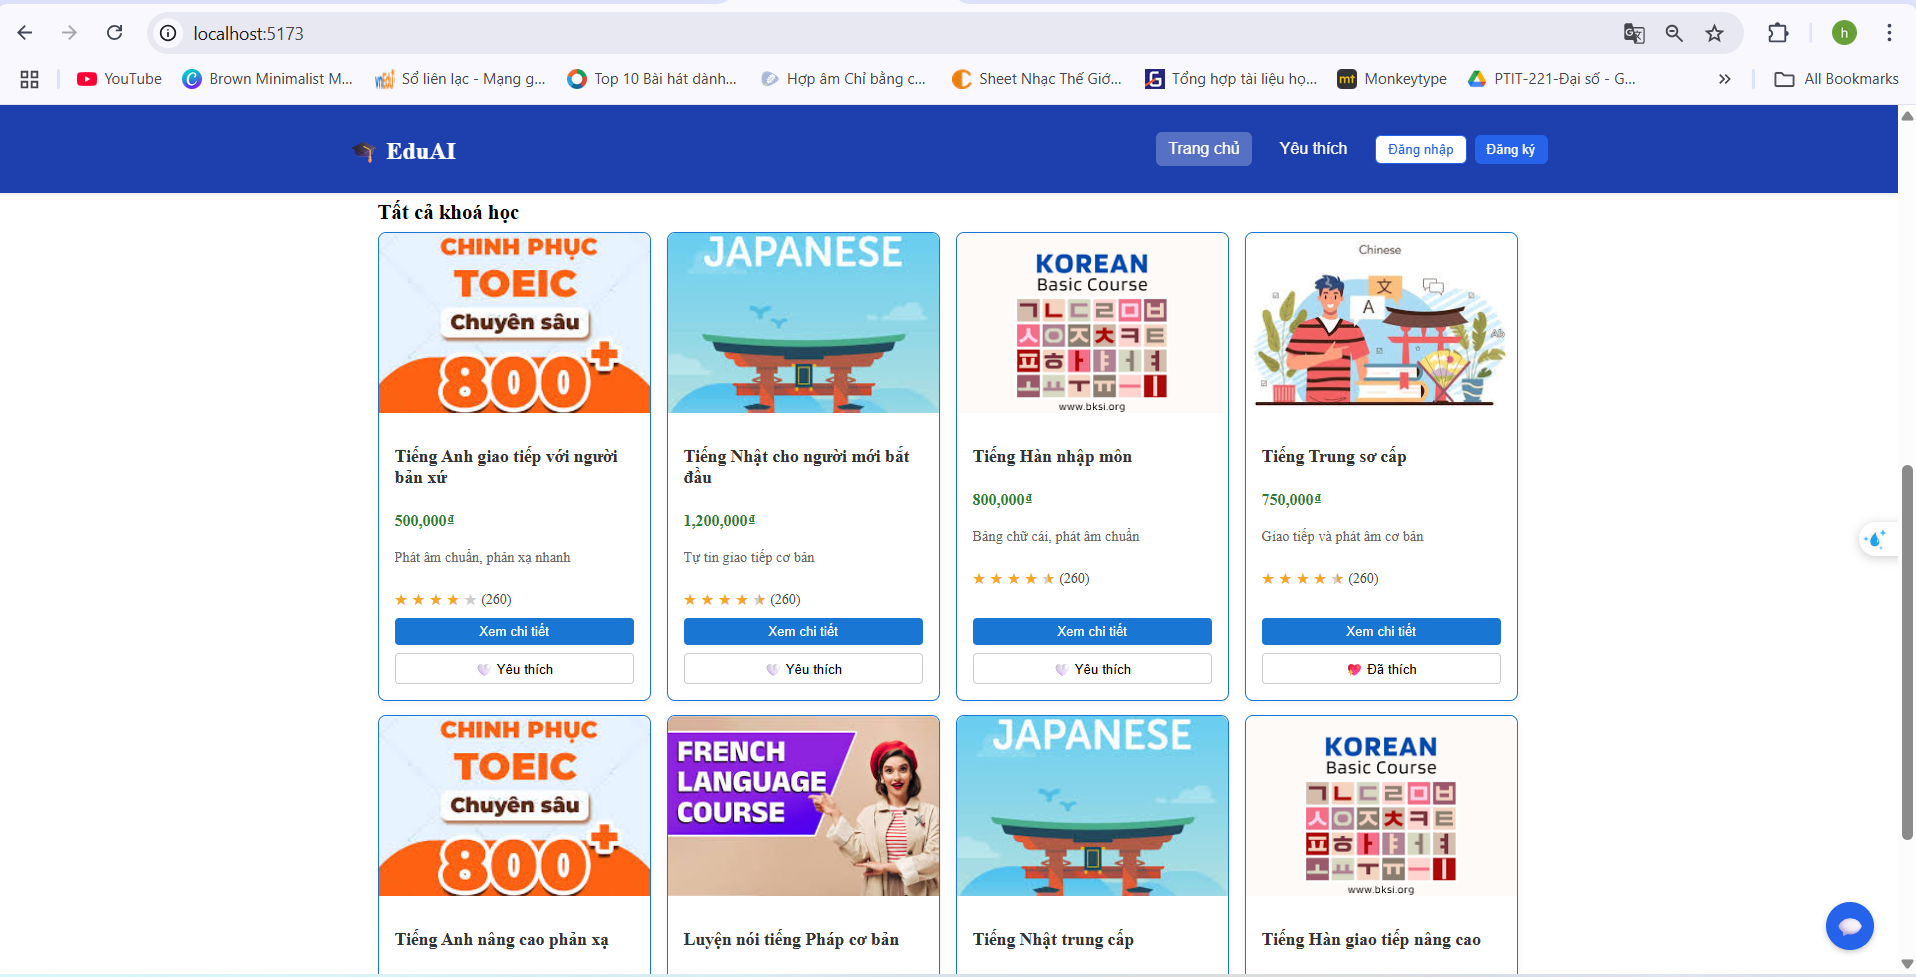 localhost:5173
YouTube
Brown Minimalist M...
Sổ liên lạc - Mạng g...
Top 10 Bài hát dành...
Hợp âm Chỉ bằng c...
Sheet Nhạc Thế Giớ...
Tổng hợp tài liệu họ...
Monkeytype
PTIT-221-Đại số - G...
All Bookmarks
h
mt
EduAI
Trang chủ
Yêu thích
Đăng nhập
Đăng ký
Tất cả khoá học
CHINH PHỤC
TOEIC
Chuyên sâu
800+
Tiếng Anh giao tiếp với người
bản xứ
500,000₫
Phát âm chuẩn, phản xạ nhanh
★ ★ ★ ★ ★ (260)
Xem chi tiết
Yêu thích
JAPANESE
Tiếng Nhật cho người mới bắt
đầu
1,200,000₫
Tự tin giao tiếp cơ bản
★ ★ ★ ★ ★ (260)
Xem chi tiết
Yêu thích
KOREAN
Basic Course
ㄱㄴㄷㄹㅁㅂ
ㅅㅇㅈㅊㅋㅌ
ㅍㅎㅏㅑㅓㅕ
ㅗㅛㅜㅠㅡㅣ
www.bksi.org
Tiếng Hàn nhập môn
800,000₫
Bảng chữ cái, phát âm chuẩn
★ ★ ★ ★ ★ (260)
Xem chi tiết
Yêu thích
Chinese
文
A
Ab
Tiếng Trung sơ cấp
750,000₫
Giao tiếp và phát âm cơ bản
★ ★ ★ ★ ★ (260)
Xem chi tiết
Đã thích
CHINH PHỤC
TOEIC
Chuyên sâu
800+
Tiếng Anh nâng cao phản xạ
FRENCH
LANGUAGE
COURSE
Luyện nói tiếng Pháp cơ bản
JAPANESE
Tiếng Nhật trung cấp
KOREAN
Basic Course
ㄱㄴㄷㄹㅁㅂ
ㅅㅇㅈㅊㅋㅌ
ㅍㅎㅏㅑㅓㅕ
ㅗㅛㅜㅠㅡㅣ
www.bksi.org
Tiếng Hàn giao tiếp nâng cao